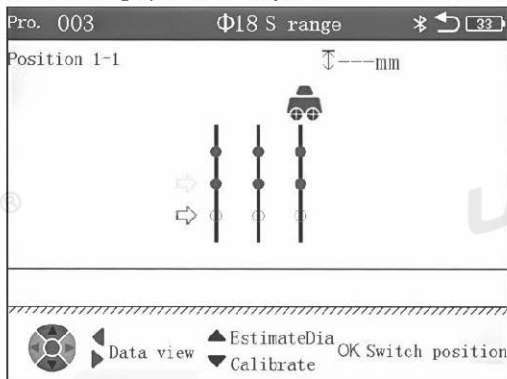 Pro. 003 Φ18 S range 33
Position 1-1 ---mm
Data view
EstimateDia
Calibrate
OK Switch position